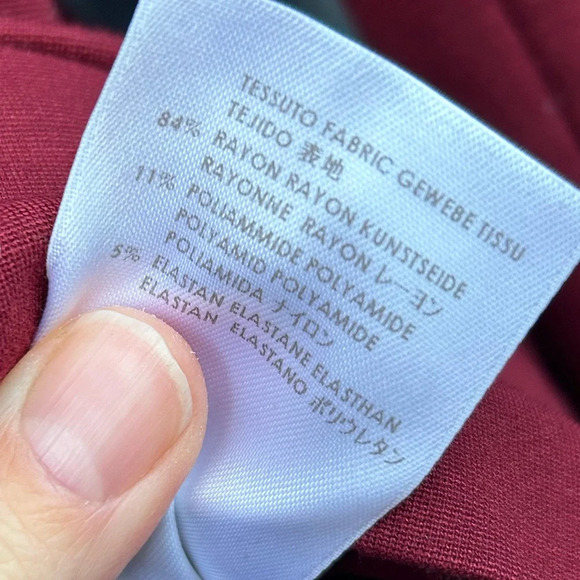 TESSUTO FABRIC GEWEBE TISSU
TEJIDO 表地
84% RAYON RAYON KUNSTSEIDE
RAYONNE RAYON レーヨン
11% POLIAMMIDE POLYAMIDE
POLYAMID POLYAMIDE
POLIAMIDA ナイロン
5% ELASTAN ELASTANE ELASTHAN
ELASTAN ELASTANO ポリウレタン